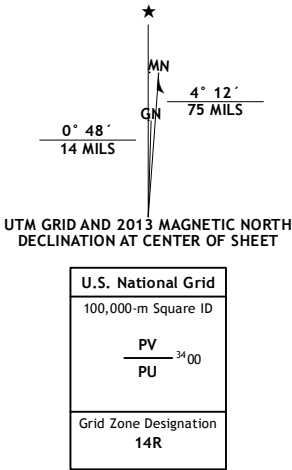 ★
MN
4° 12´
75 MILS
GN
0° 48´
14 MILS
UTM GRID AND 2013 MAGNETIC NORTH
DECLINATION AT CENTER OF SHEET
U.S. National Grid
100,000-m Square ID
PV
3400
PU
Grid Zone Designation
14R